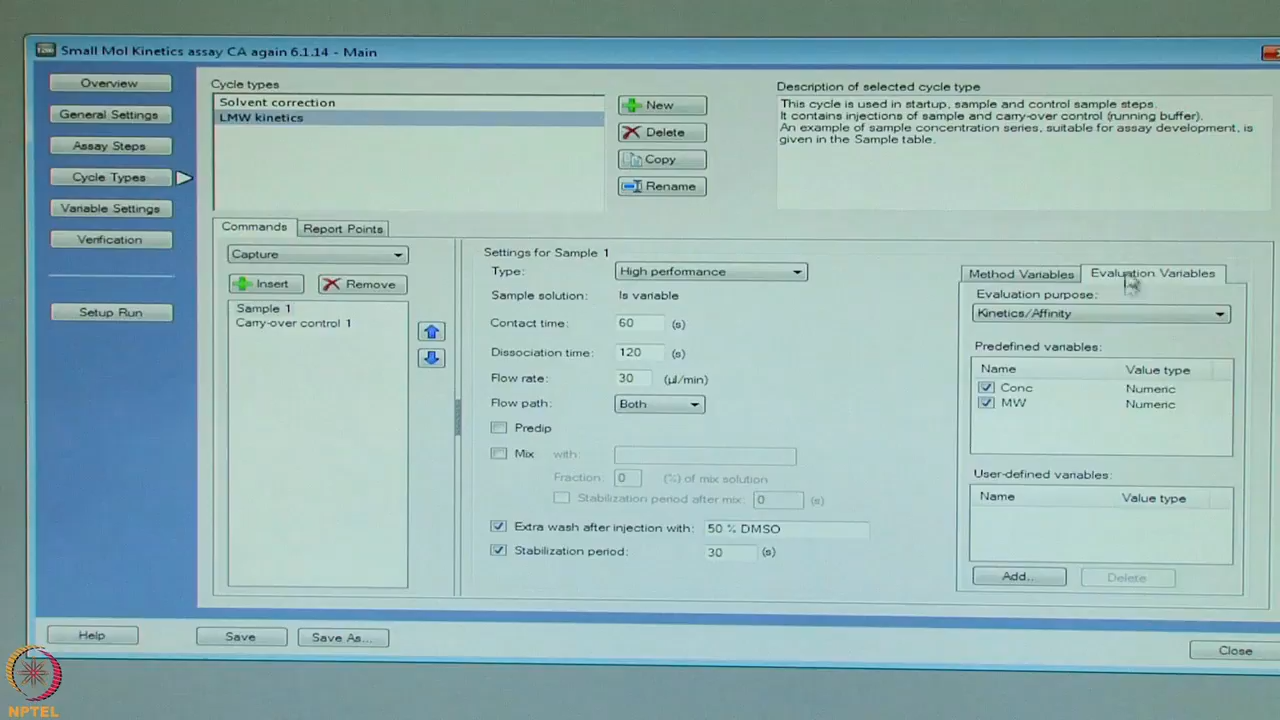 Small Mol Kinetics assay CA again 6.1.14 - Main
Overview
General Settings
Assay Steps
Cycle Types
Variable Settings
Verification
Setup Run
Cycle types
Solvent correction
LMW kinetics
New
Delete
Copy
Rename
Description of selected cycle type
This cycle is used in startup, sample and control sample steps.
It contains injections of sample and carry-over control (running buffer).
An example of sample concentration series, suitable for assay development, is
given in the Sample table.
Commands Report Points
Capture
Insert Remove
Sample 1
Carry-over control 1
Settings for Sample 1
Type: High performance
Sample solution: Is variable
Contact time: 60 (s)
Dissociation time: 120 (s)
Flow rate: 30 (µl/min)
Flow path: Both
Predip
Mix with:
Fraction: 0 (%) of mix solution
Stabilization period after mix: 0 (s)
Extra wash after injection with: 50 % DMSO
Stabilization period: 30 (s)
Method Variables Evaluation Variables
Evaluation purpose:
Kinetics/Affinity
Predefined variables:
Name Value type
Conc Numeric
MW Numeric
User-defined variables:
Name Value type
Add... Delete
Help Save Save As... Close
NPTEL